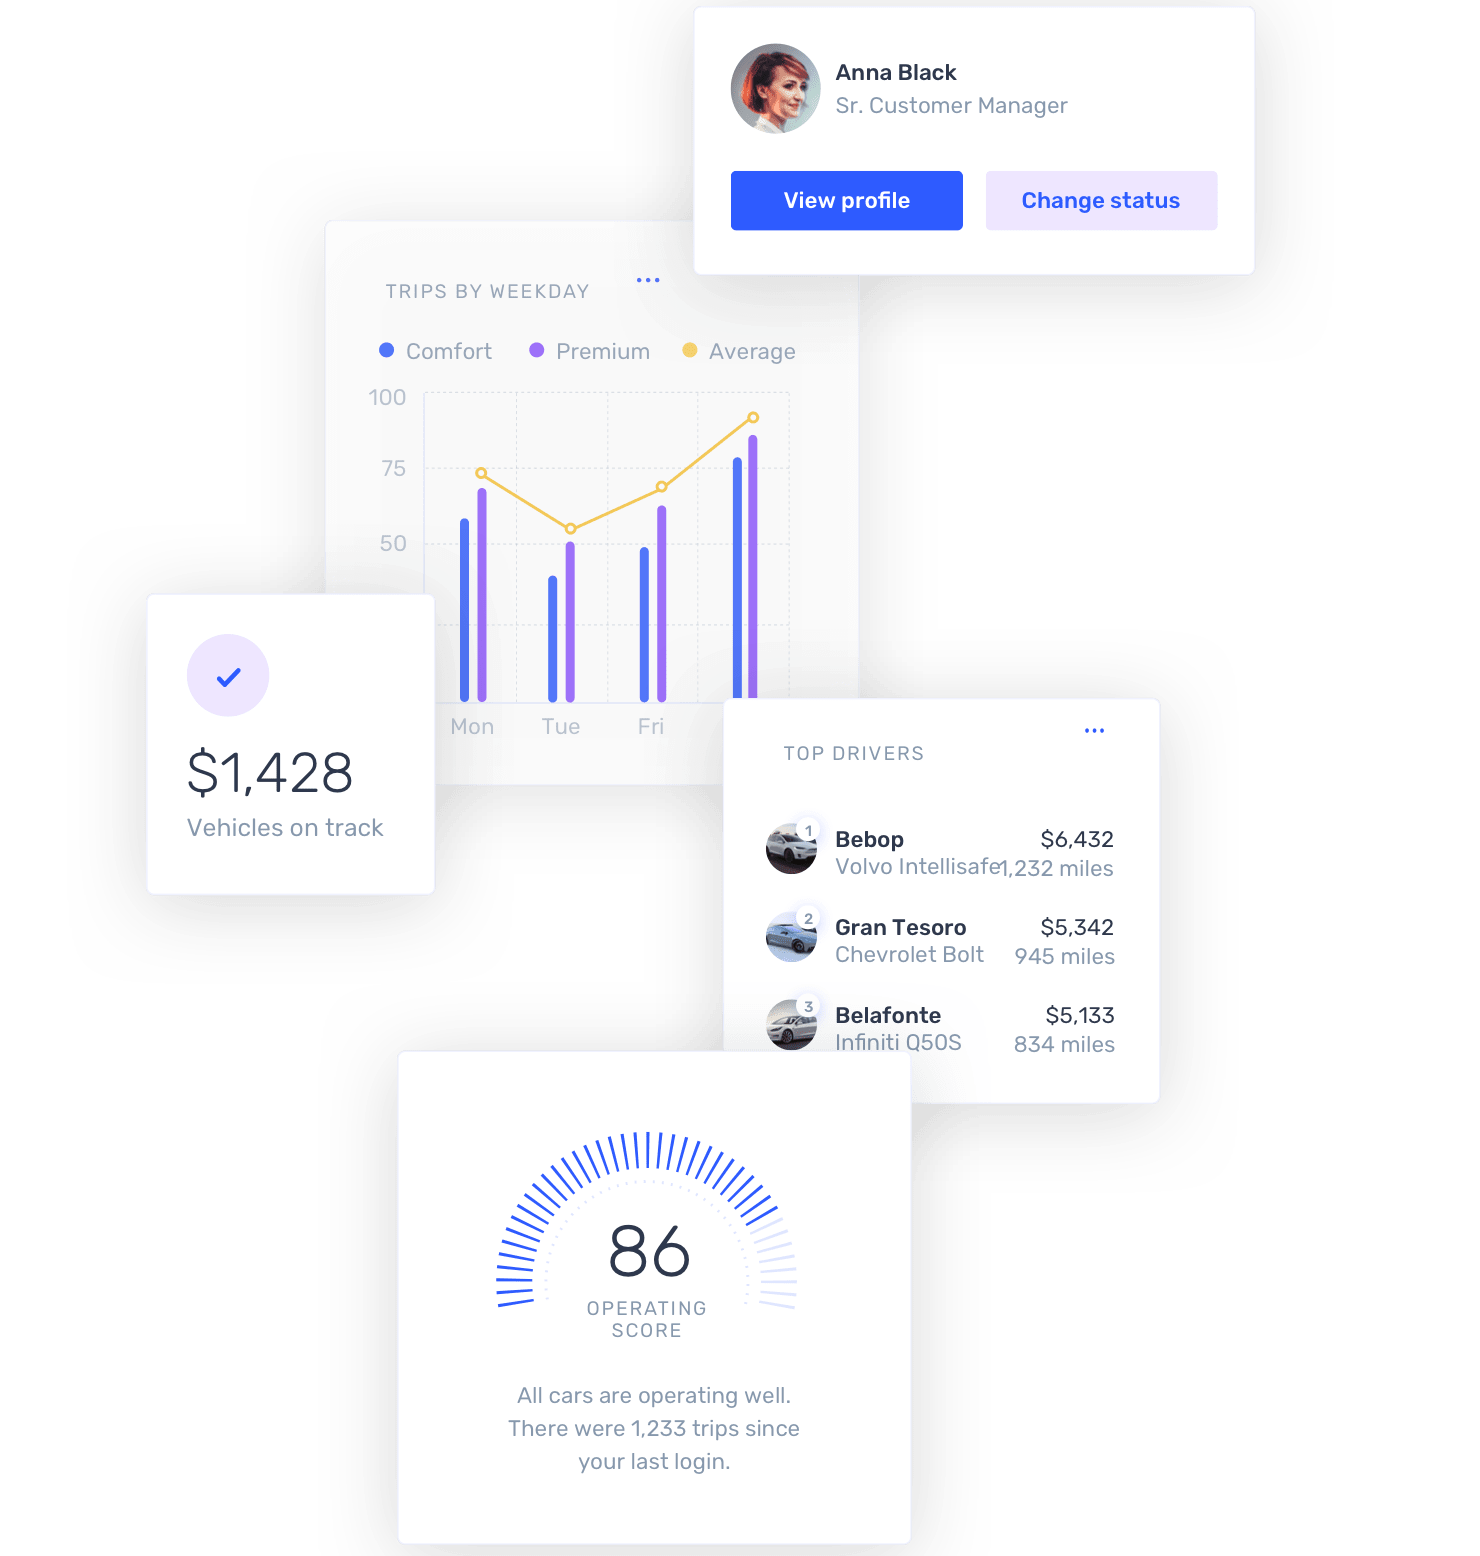 Anna Black
Sr. Customer Manager
View profile
Change status
TRIPS BY WEEKDAY
Comfort
Premium
Average
100
75
50
Mon
Tue
Fri
$1,428
Vehicles on track
TOP DRIVERS
1
Bebop
$6,432
Volvo Intellisafe
1,232 miles
2
Gran Tesoro
$5,342
Chevrolet Bolt
945 miles
3
Belafonte
$5,133
Infiniti Q50S
834 miles
86
OPERATING
SCORE
All cars are operating well.
There were 1,233 trips since
your last login.